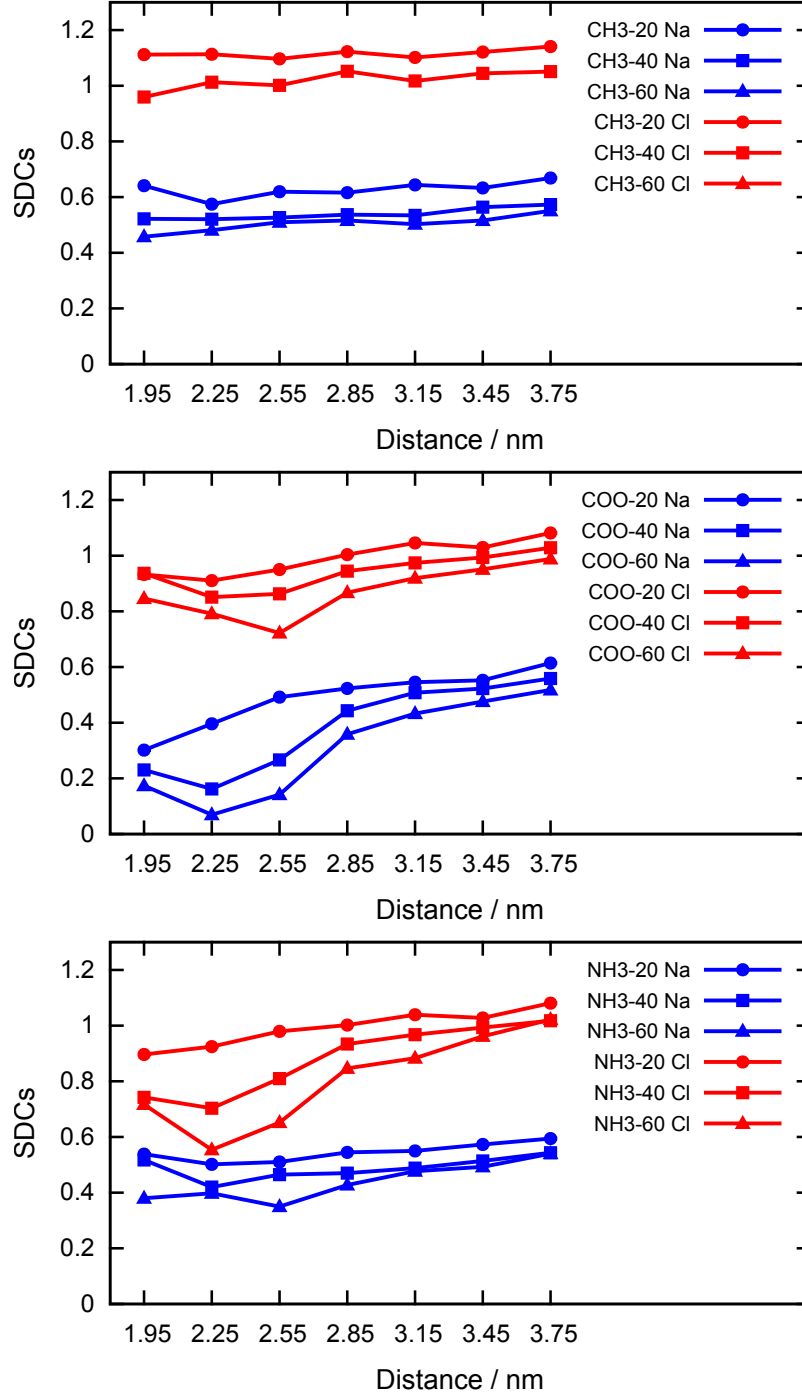 1.2
1
0.8
0.6
0.4
0.2
0
SDCs
CH3-20 Na
CH3-40 Na
CH3-60 Na
CH3-20 Cl
CH3-40 Cl
CH3-60 Cl
1.95 2.25 2.55 2.85 3.15 3.45 3.75
Distance / nm
1.2
1
0.8
0.6
0.4
0.2
0
SDCs
COO-20 Na
COO-40 Na
COO-60 Na
COO-20 Cl
COO-40 Cl
COO-60 Cl
1.95 2.25 2.55 2.85 3.15 3.45 3.75
Distance / nm
1.2
1
0.8
0.6
0.4
0.2
0
SDCs
NH3-20 Na
NH3-40 Na
NH3-60 Na
NH3-20 Cl
NH3-40 Cl
NH3-60 Cl
1.95 2.25 2.55 2.85 3.15 3.45 3.75
Distance / nm